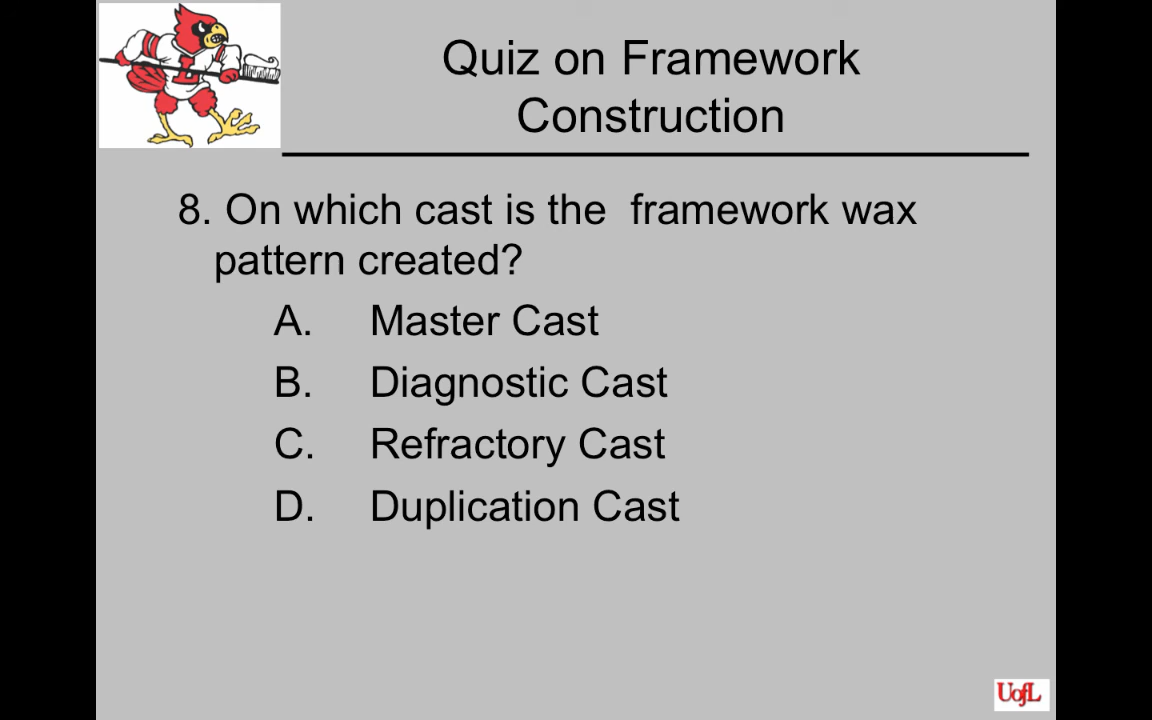 Quiz on Framework
Construction
8. On which cast is the  framework wax
pattern created?
A. Master Cast
B. Diagnostic Cast
C. Refractory Cast
D. Duplication Cast
L
UofL